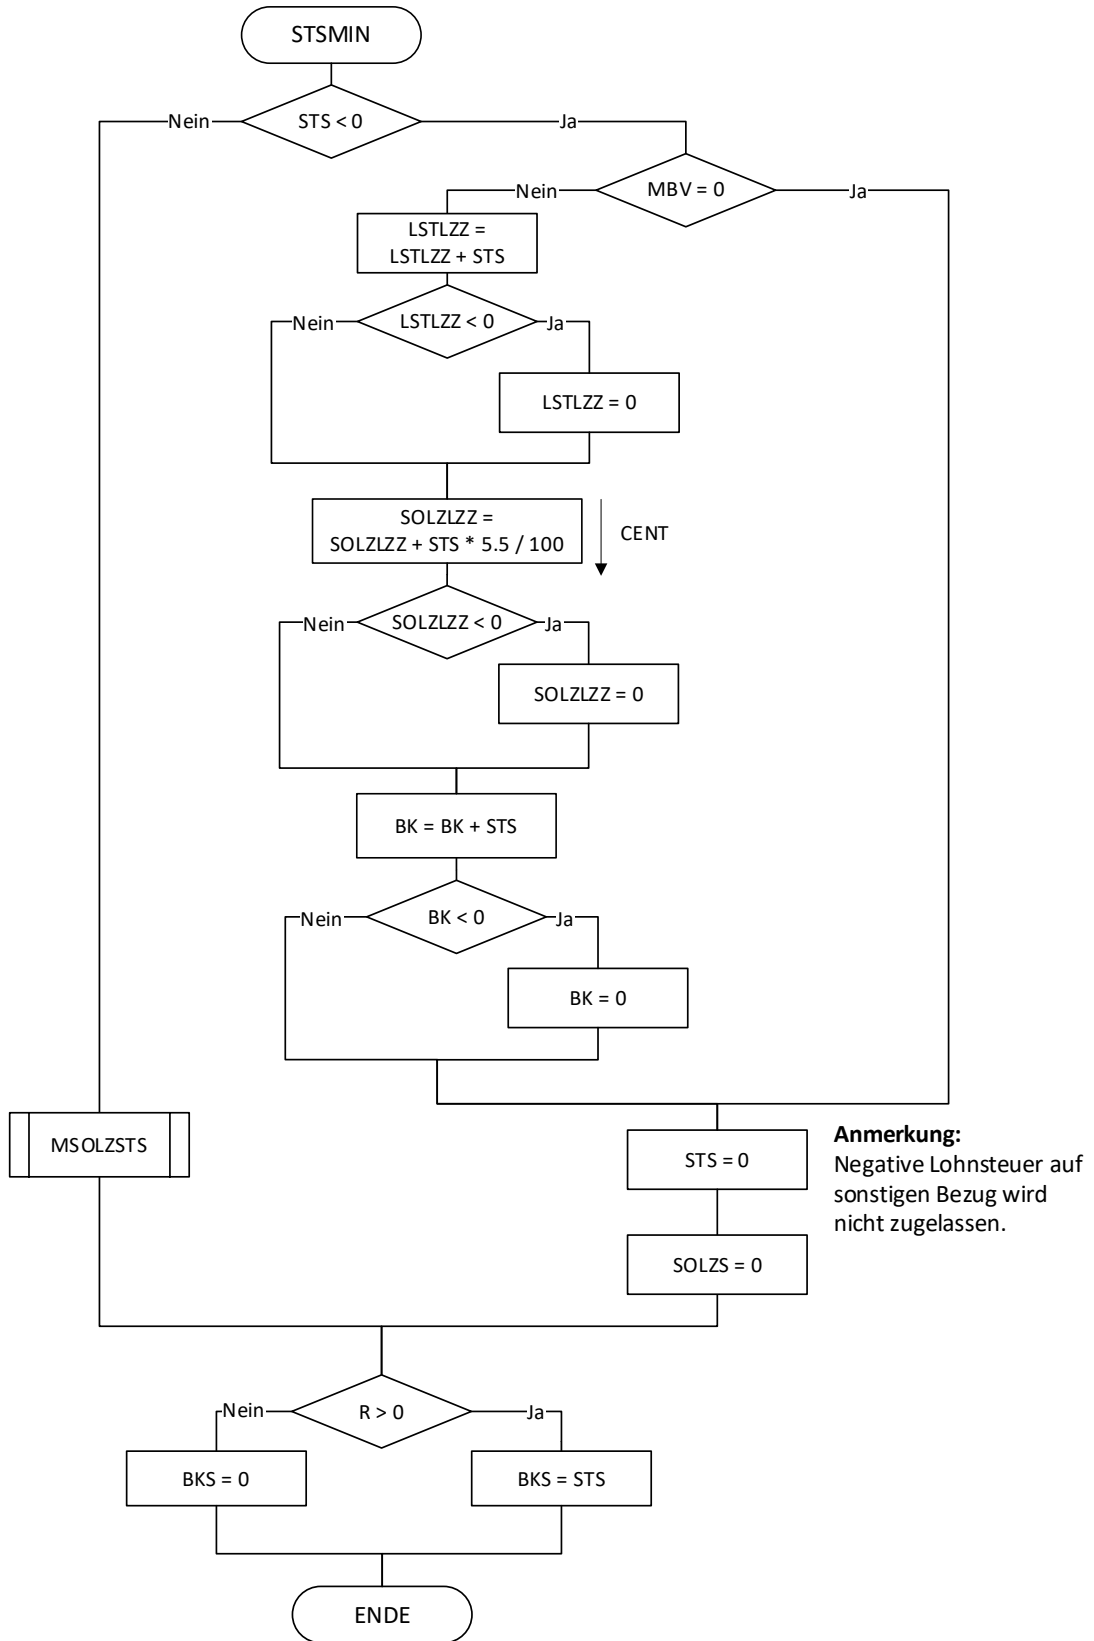 STSMIN
Nein
STS < 0
Ja
Nein
MBV = 0
Ja
LSTLZZ =
LSTLZZ + STS
Nein
LSTLZZ < 0
Ja
LSTLZZ = 0
SOLZLZZ =
SOLZLZZ + STS * 5.5 / 100
CENT
Nein
SOLZLZZ < 0
Ja
SOLZLZZ = 0
BK = BK + STS
Nein
BK < 0
Ja
BK = 0
MSOLZSTS
STS = 0
Anmerkung:
Negative Lohnsteuer auf
sonstigen Bezug wird
nicht zugelassen.
SOLZS = 0
Nein
R > 0
Ja
BKS = 0
BKS = STS
ENDE